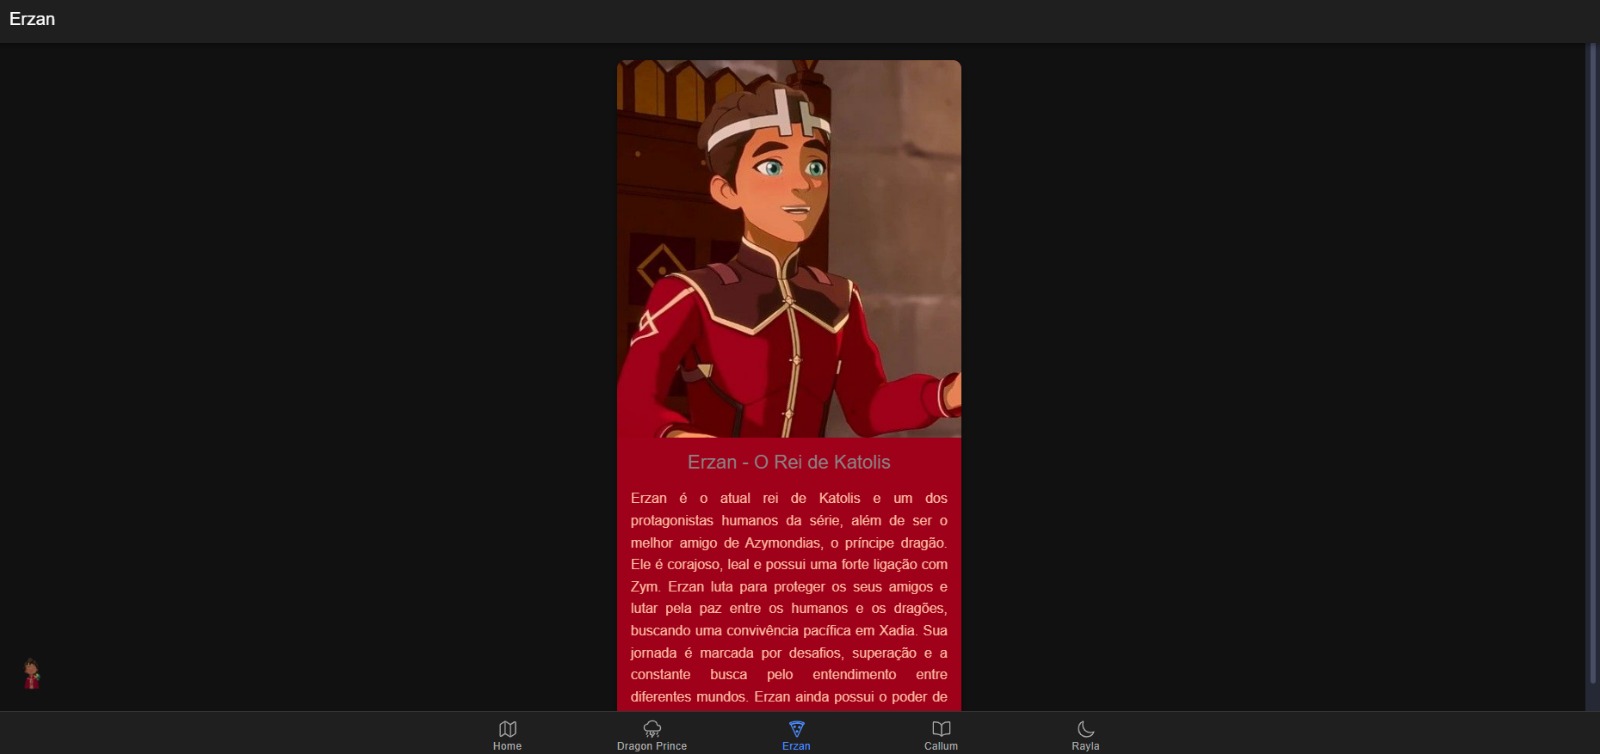 Erzan
Erzan - O Rei de Katolis
Erzan é o atual rei de Katolis e um dos
protagonistas humanos da série, além de ser o
melhor amigo de Azymondias, o príncipe dragão.
Ele é corajoso, leal e possui uma forte ligação com
Zym. Erzan luta para proteger os seus amigos e
lutar pela paz entre os humanos e os dragões,
buscando uma convivência pacífica em Xadia. Sua
jornada é marcada por desafios, superação e a
constante busca pelo entendimento entre
diferentes mundos. Erzan ainda possui o poder de
Home
Dragon Prince
Erzan
Callum
Rayla